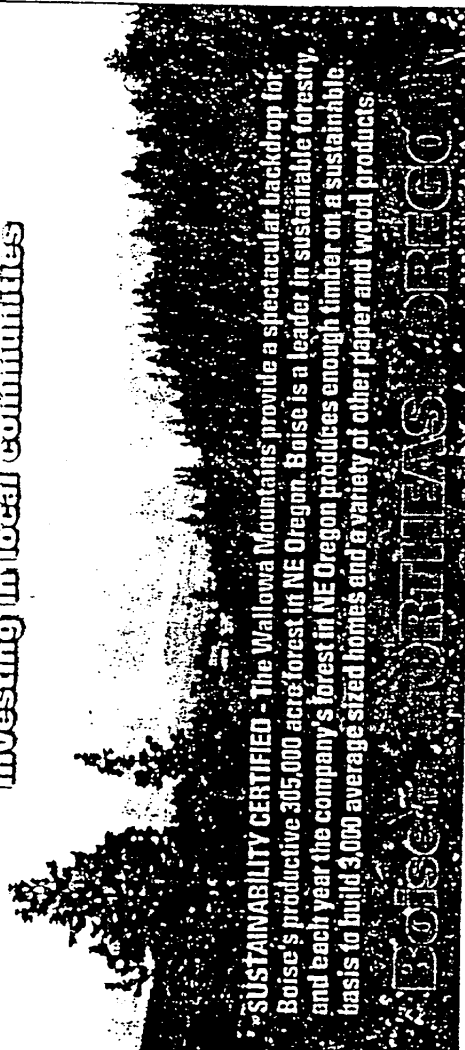 Investing in local communities
SUSTAINABILITY CERTIFIED - The Wallowa Mountains provide a spectacular backdrop for
Boise's productive 305,000 acre forest in NE Oregon. Boise is a leader in sustainable forestry,
and each year the company's forest in NE Oregon produces enough timber on a sustainable
basis to build 3,000 average sized homes and a variety of other paper and wood products.
Boise NORTHEAST OREGON